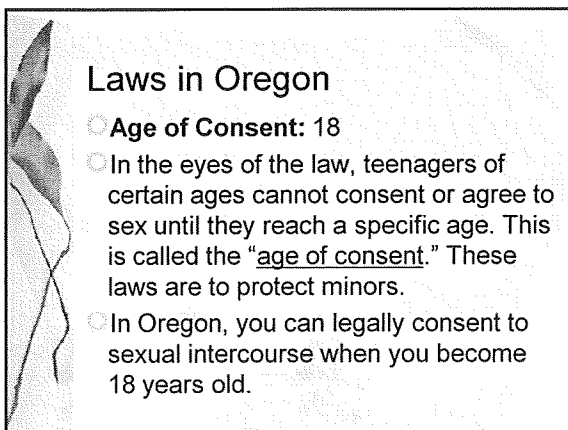 Laws in Oregon
Age of Consent: 18
In the eyes of the law, teenagers of
certain ages cannot consent or agree to
sex until they reach a specific age. This
is called the “age of consent.” These
laws are to protect minors.
In Oregon, you can legally consent to
sexual intercourse when you become
18 years old.